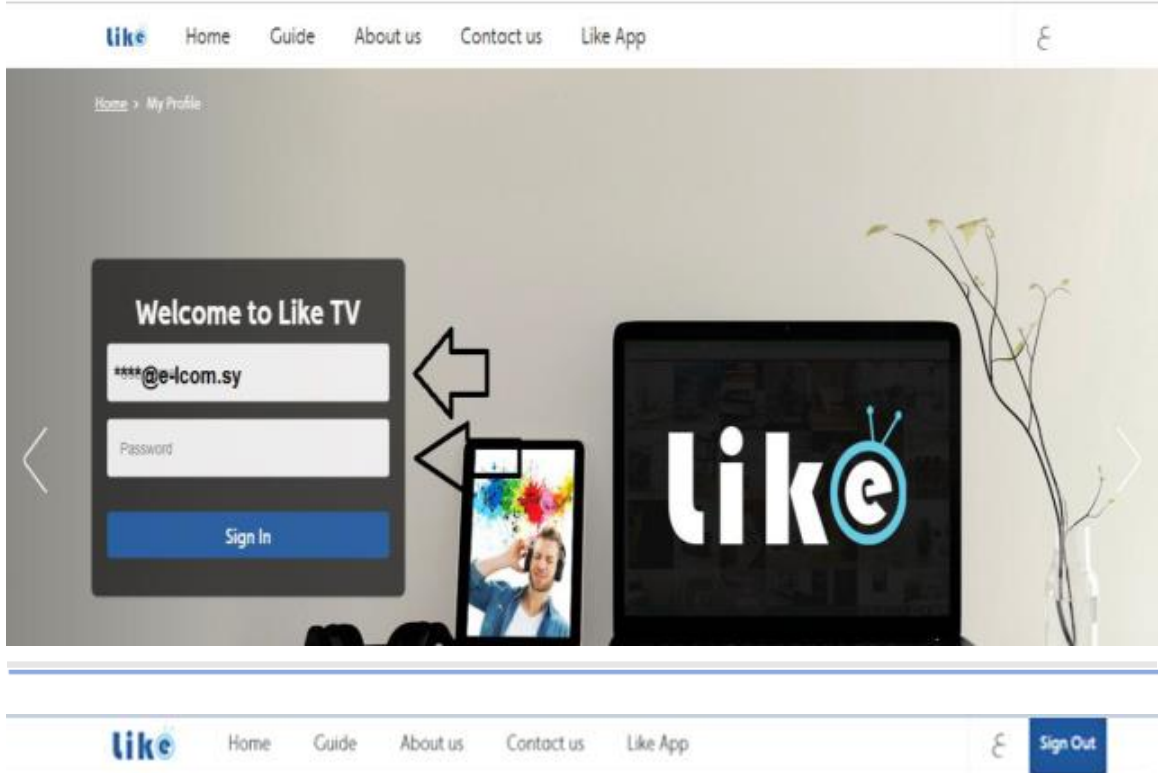 like Home Guide About us Contact us Like App ع
Home > My Profile
Welcome to Like TV
****@e-lcom.sy
Password
Sign In
like
like Home Guide About us Contact us Like App ع Sign Out